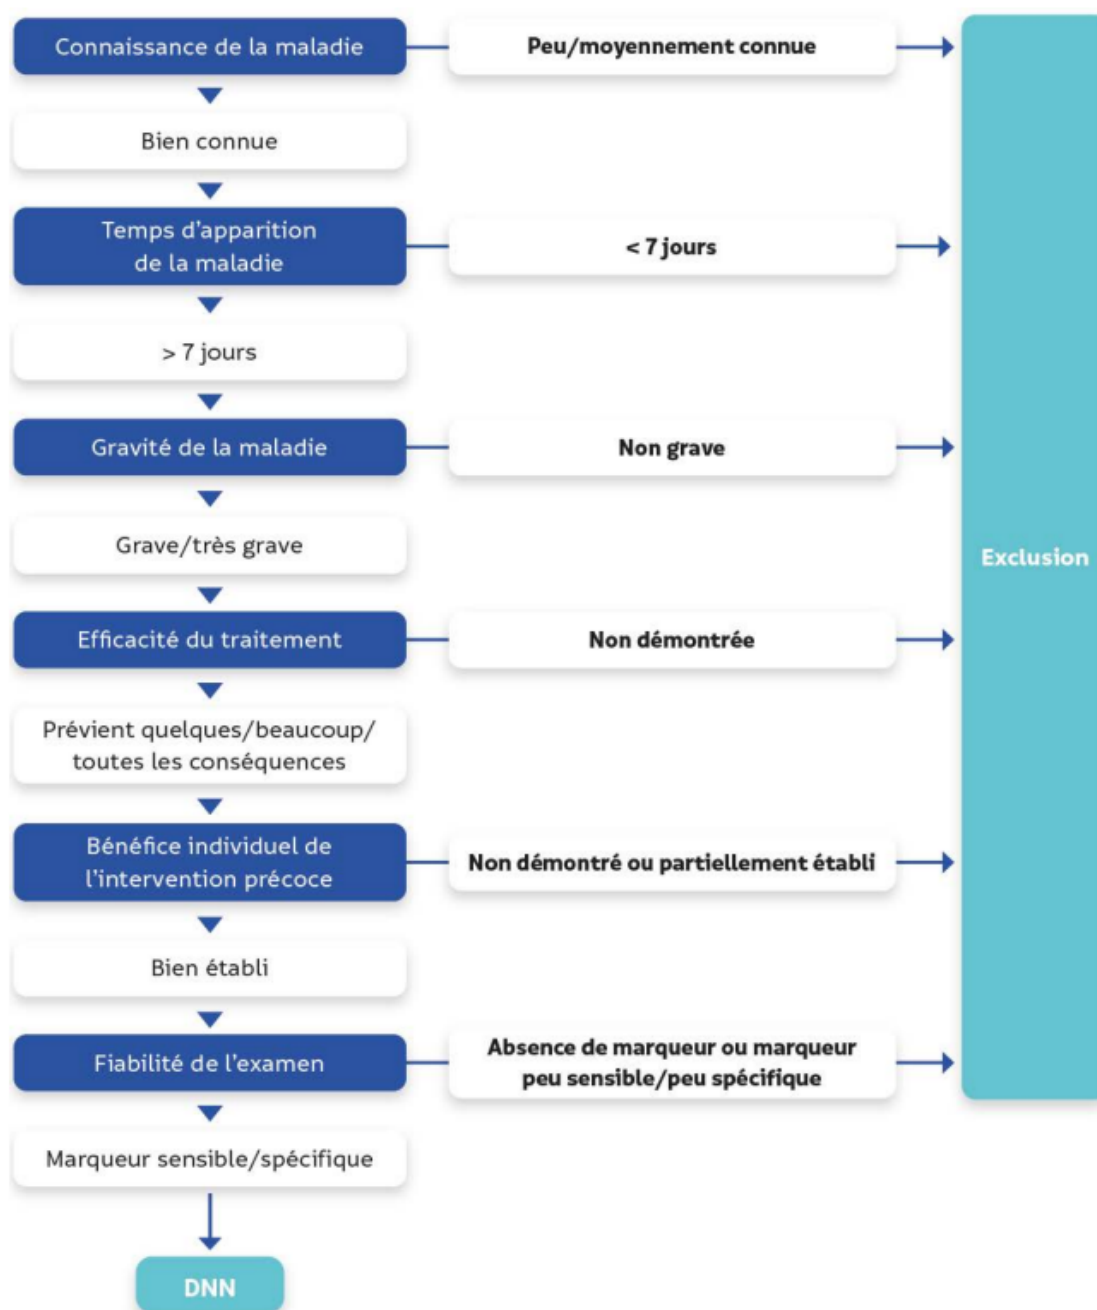 Connaissance de la maladie
Peu/moyennement connue
Bien connue
Temps d'apparition
de la maladie
< 7 jours
> 7 jours
Gravité de la maladie
Non grave
Grave/très grave
Exclusion
Efficacité du traitement
Non démontrée
Prévient quelques/beaucoup/
toutes les conséquences
Bénéfice individuel de
l'intervention précoce
Non démontré ou partiellement établi
Bien établi
Fiabilité de l'examen
Absence de marqueur ou marqueur
peu sensible/peu spécifique
Marqueur sensible/spécifique
DNN